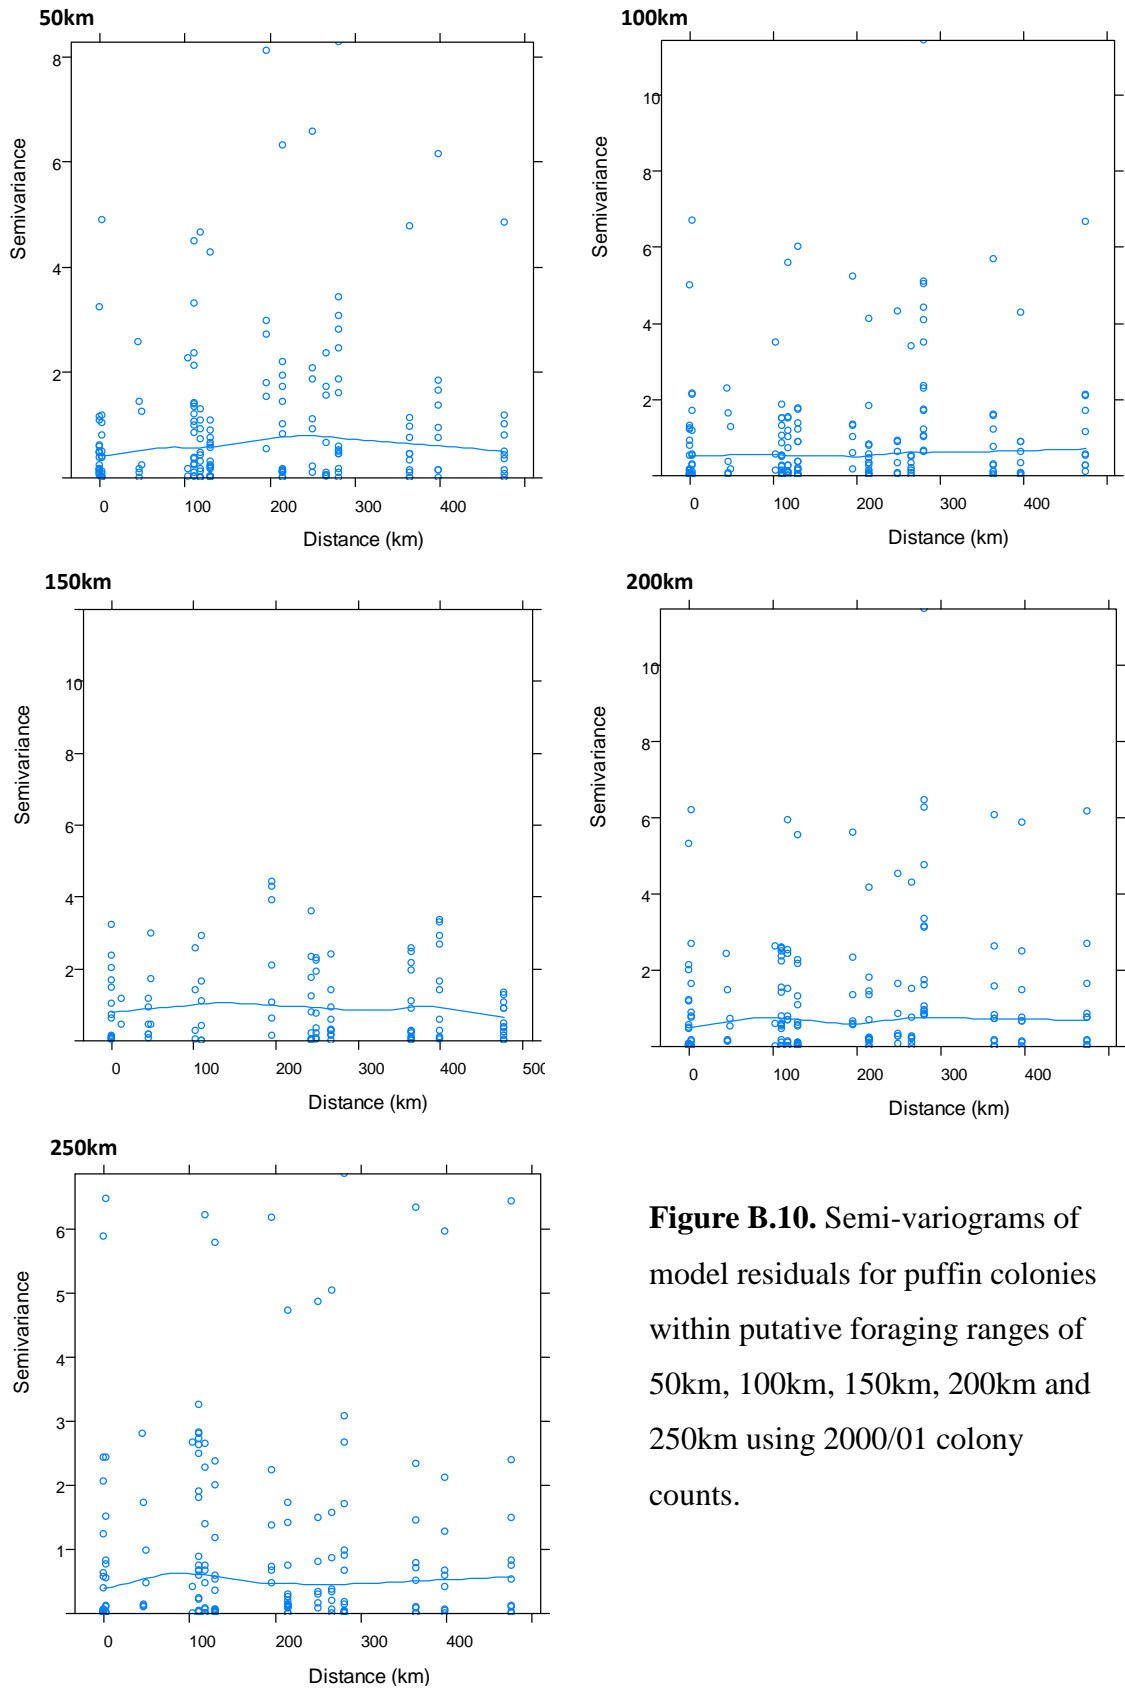 50km
8
6
4
2
Semivariance
0 100 200 300 400
Distance (km)
100km
10
8
6
4
2
Semivariance
0 100 200 300 400
Distance (km)
150km
10
8
6
4
2
Semivariance
0 100 200 300 400 500
Distance (km)
200km
10
8
6
4
2
Semivariance
0 100 200 300 400
Distance (km)
250km
6
5
4
3
2
1
Semivariance
0 100 200 300 400
Distance (km)
Figure B.10. Semi-variograms of
model residuals for puffin colonies
within putative foraging ranges of
50km, 100km, 150km, 200km and
250km using 2000/01 colony
counts.